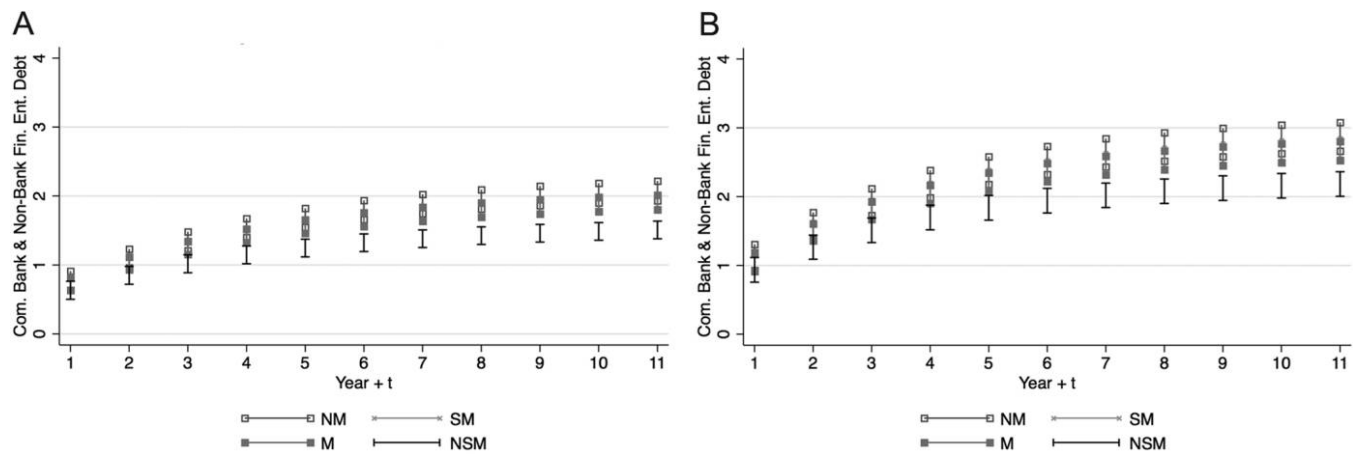 A
Com. Bank & Non-Bank Fin. Ent. Debt
4
3
2
1
0
1 2 3 4 5 6 7 8 9 10 11
Year + t
NM SM
M NSM
B
Com. Bank & Non-Bank Fin. Ent. Debt
4
3
2
1
0
1 2 3 4 5 6 7 8 9 10 11
Year + t
NM SM
M NSM